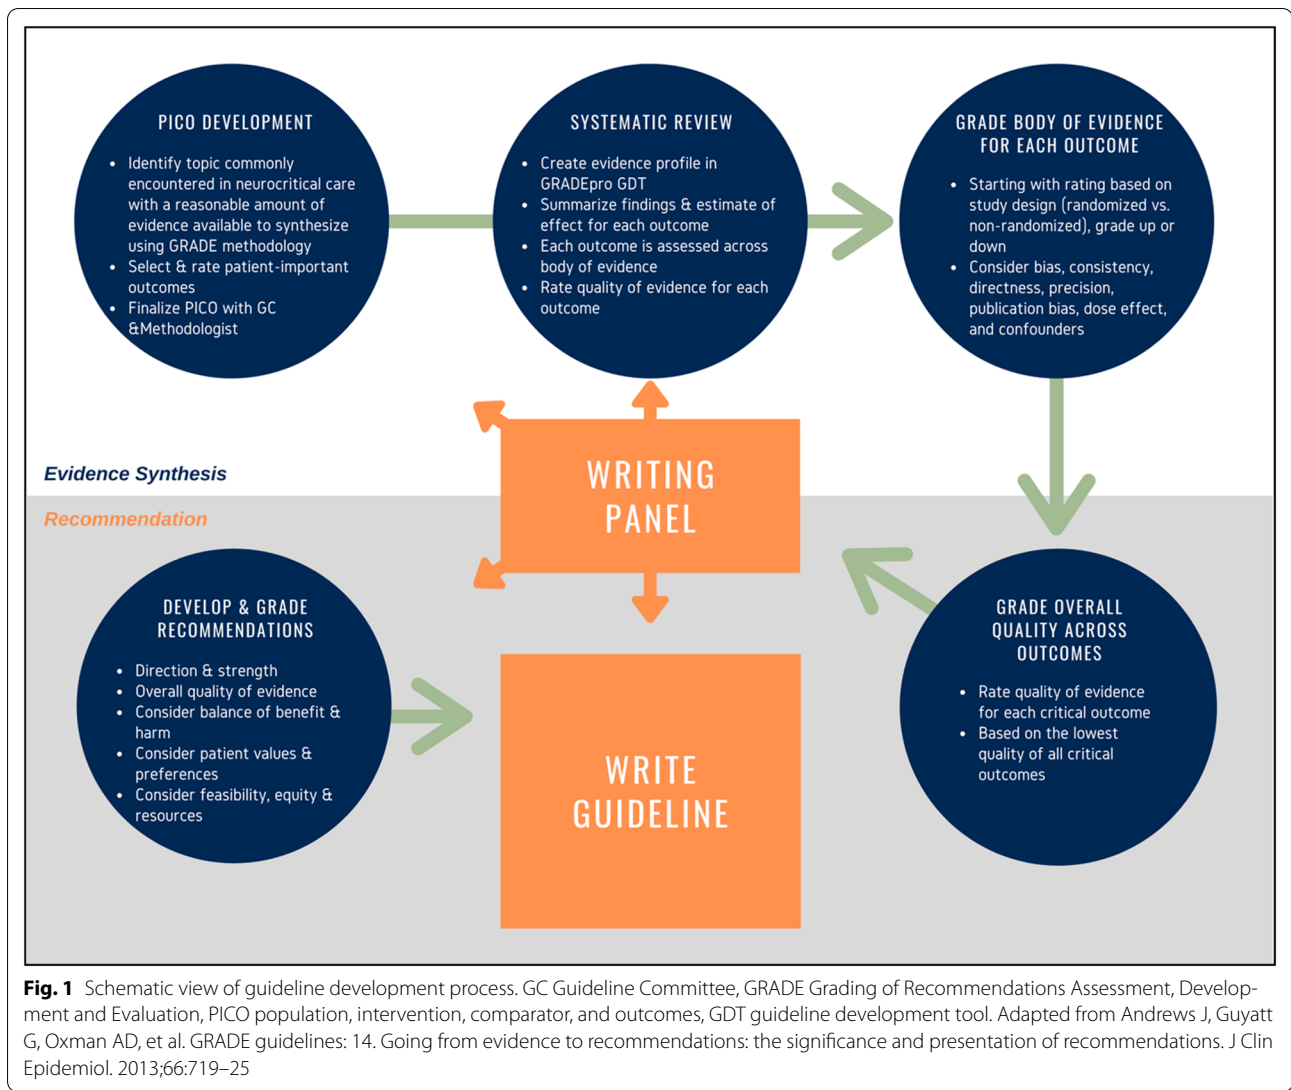 PICO DEVELOPMENT
• Identify topic commonly
encountered in neurocritical care
with a reasonable amount of
evidence available to synthesize
using GRADE methodology
• Select & rate patient-important
outcomes
• Finalize PICO with GC
&Methodologist
SYSTEMATIC REVIEW
• Create evidence profile in
GRADEpro GDT
• Summarize findings & estimate of
effect for each outcome
• Each outcome is assessed across
body of evidence
• Rate quality of evidence for each
outcome
GRADE BODY OF EVIDENCE
FOR EACH OUTCOME
• Starting with rating based on
study design (randomized vs.
non-randomized), grade up or
down
• Consider bias, consistency,
directness, precision,
publication bias, dose effect,
and confounders
WRITING
PANEL
Evidence Synthesis
Recommendation
DEVELOP & GRADE
RECOMMENDATIONS
• Direction & strength
• Overall quality of evidence
• Consider balance of benefit &
harm
• Consider patient values &
preferences
• Consider feasibility, equity &
resources
WRITE
GUIDELINE
GRADE OVERALL
QUALITY ACROSS
OUTCOMES
• Rate quality of evidence
for each critical outcome
• Based on the lowest
quality of all critical
outcomes
Fig. 1 Schematic view of guideline development process. GC Guideline Committee, GRADE Grading of Recommendations Assessment, Develop-
ment and Evaluation, PICO population, intervention, comparator, and outcomes, GDT guideline development tool. Adapted from Andrews J, Guyatt
G, Oxman AD, et al. GRADE guidelines: 14. Going from evidence to recommendations: the significance and presentation of recommendations. J Clin
Epidemiol. 2013;66:719–25